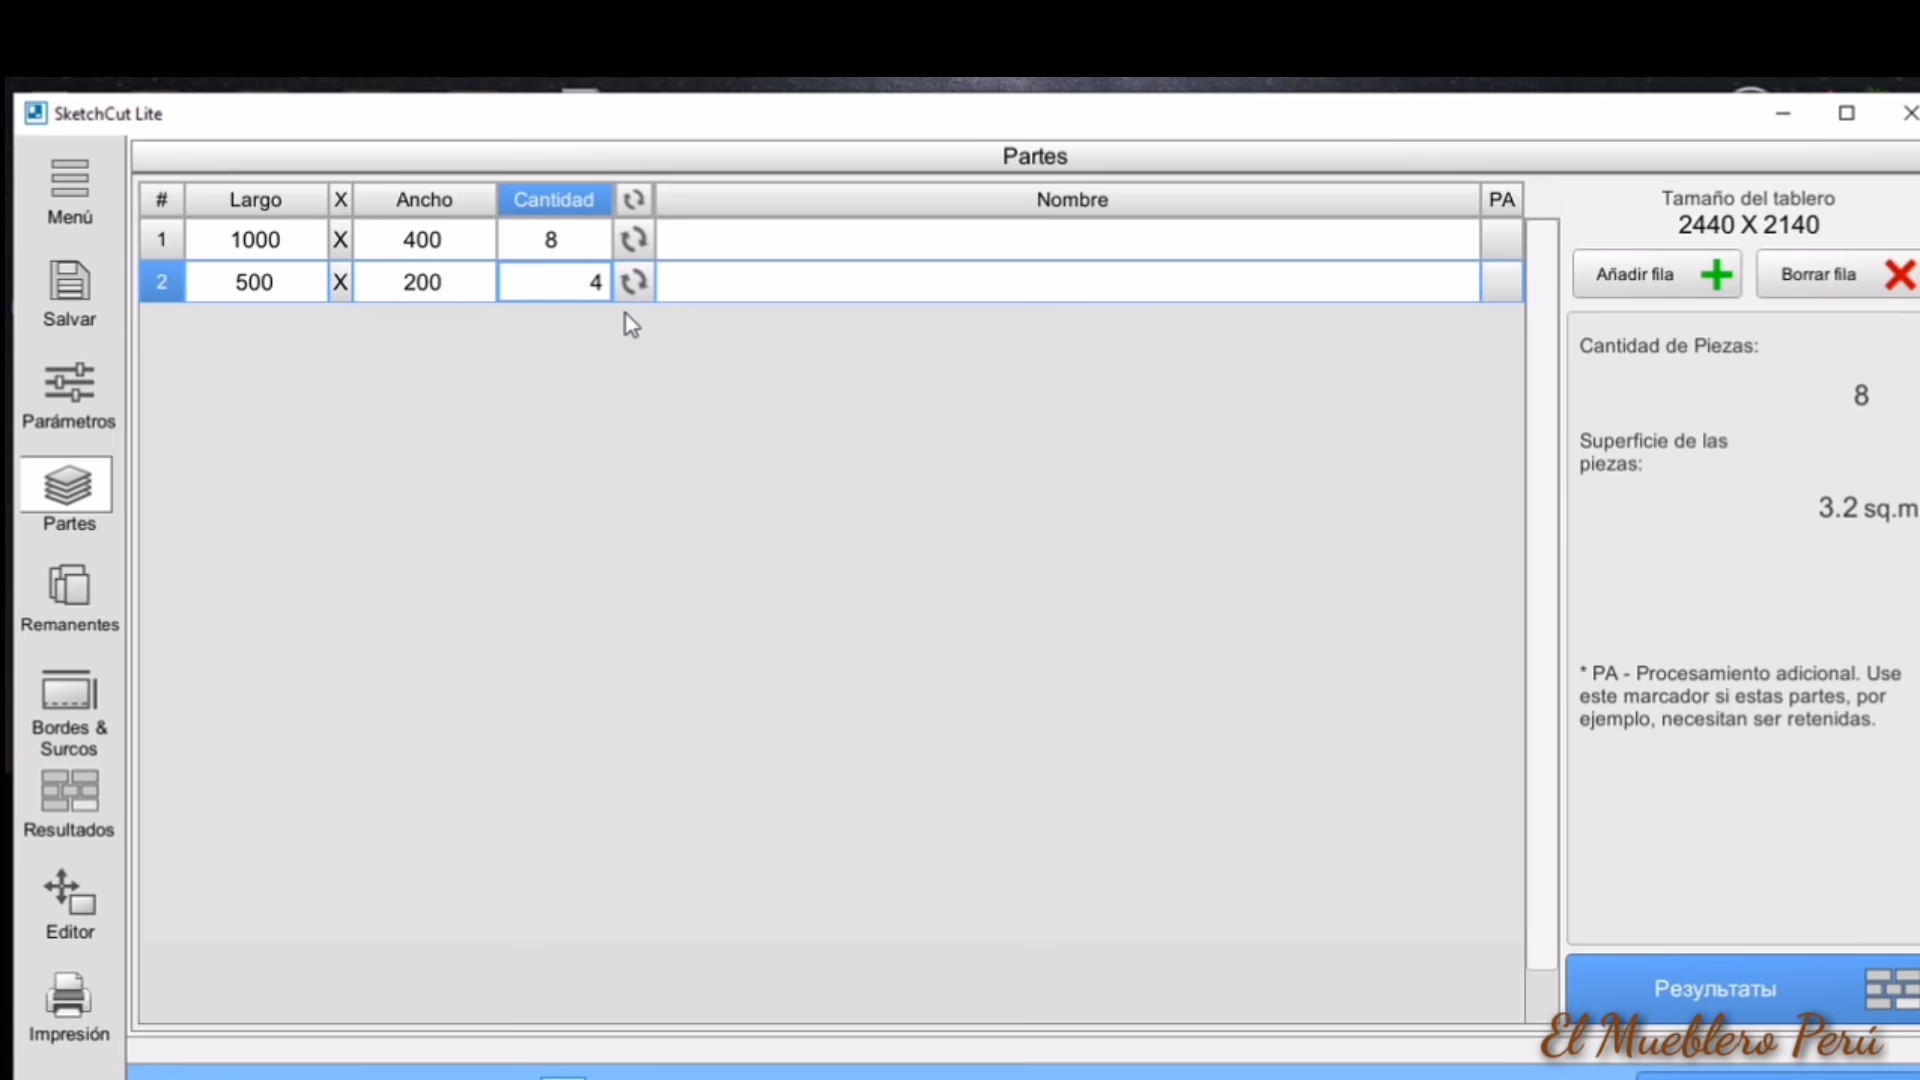 SketchCut Lite
Partes
Menú
Salvar
Parámetros
Partes
Remanentes
Bordes &
Surcos
Resultados
Editor
Impresión
# Largo X Ancho Cantidad Nombre PA
1 1000 X 400 8
2 500 X 200 4
Tamaño del tablero
2440 X 2140
Añadir fila
Borrar fila
Cantidad de Piezas:
8
Superficie de las
piezas:
3.2 sq.m
* PA - Procesamiento adicional. Use
este marcador si estas partes, por
ejemplo, necesitan ser retenidas.
Результаты
El Mueblero Perú